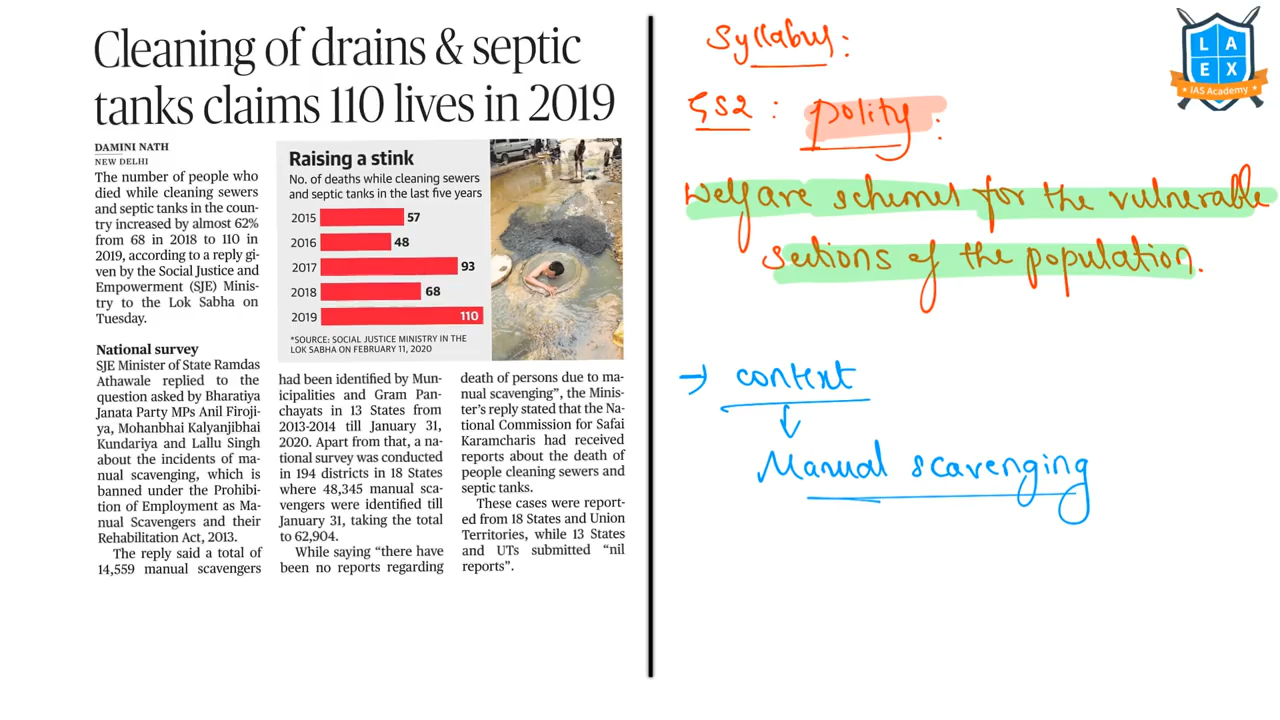 Cleaning of drains & septic
tanks claims 110 lives in 2019
DAMINI NATH
NEW DELHI
The number of people who
died while cleaning sewers
and septic tanks in the coun-
try increased by almost 62%
from 68 in 2018 to 110 in
2019, according to a reply gi-
ven by the Social Justice and
Empowerment (SJE) Minis-
try to the Lok Sabha on
Tuesday.
National survey
SJE Minister of State Ramdas
Athawale replied to the
question asked by Bharatiya
Janata Party MPs Anil Firoji-
ya, Mohanbhai Kalyanjibhai
Kundariya and Lallu Singh
about the incidents of ma-
nual scavenging, which is
banned under the Prohibi-
tion of Employment as Ma-
nual Scavengers and their
Rehabilitation Act, 2013.
The reply said a total of
14,559 manual scavengers
Raising a stink
No. of deaths while cleaning sewers
and septic tanks in the last five years
2015 57
2016 48
2017 93
2018 68
2019 110
*SOURCE: SOCIAL JUSTICE MINISTRY IN THE
LOK SABHA ON FEBRUARY 11, 2020
had been identified by Mun-
icipalities and Gram Pan-
chayats in 13 States from
2013-2014 till January 31,
2020. Apart from that, a na-
tional survey was conducted
in 194 districts in 18 States
where 48,345 manual sca-
vengers were identified till
January 31, taking the total
to 62,904.
While saying “there have
been no reports regarding
death of persons due to ma-
nual scavenging”, the Minis-
ter’s reply stated that the Na-
tional Commission for Safai
Karamcharis had received
reports about the death of
people cleaning sewers and
septic tanks.
These cases were report-
ed from 18 States and Union
Territories, while 13 States
and UTs submitted “nil
reports”.
Syllabus:
GS2 : polity:
Welfare schemes for the vulnerable
sections of the population.
→ context
Manual scavenging
L A
E X
IAS Academy